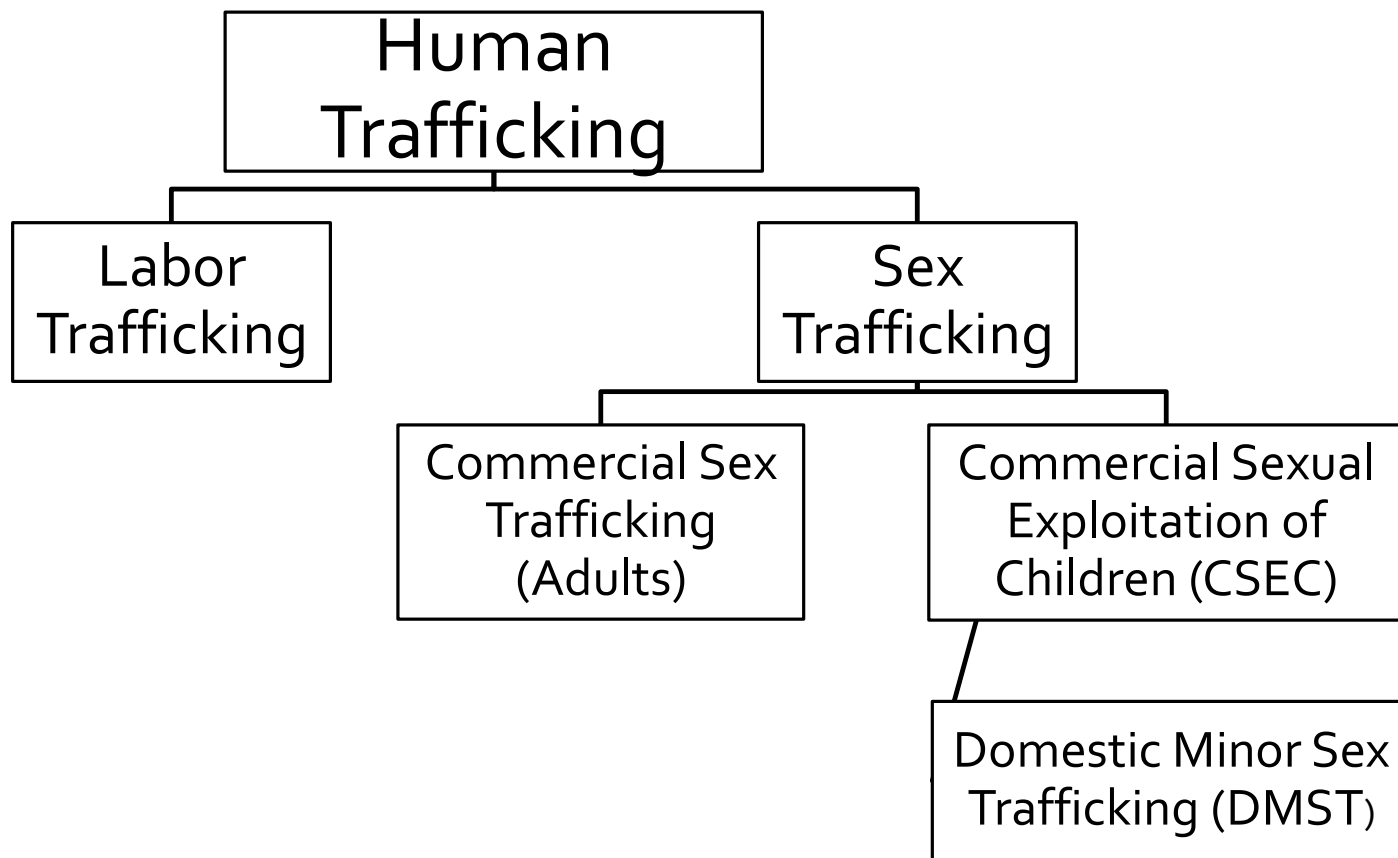 Human
Trafficking
Labor
Trafficking
Sex
Trafficking
Commercial Sex
Trafficking
(Adults)
Commercial Sexual
Exploitation of
Children (CSEC)
Domestic Minor Sex
Trafficking (DMST)